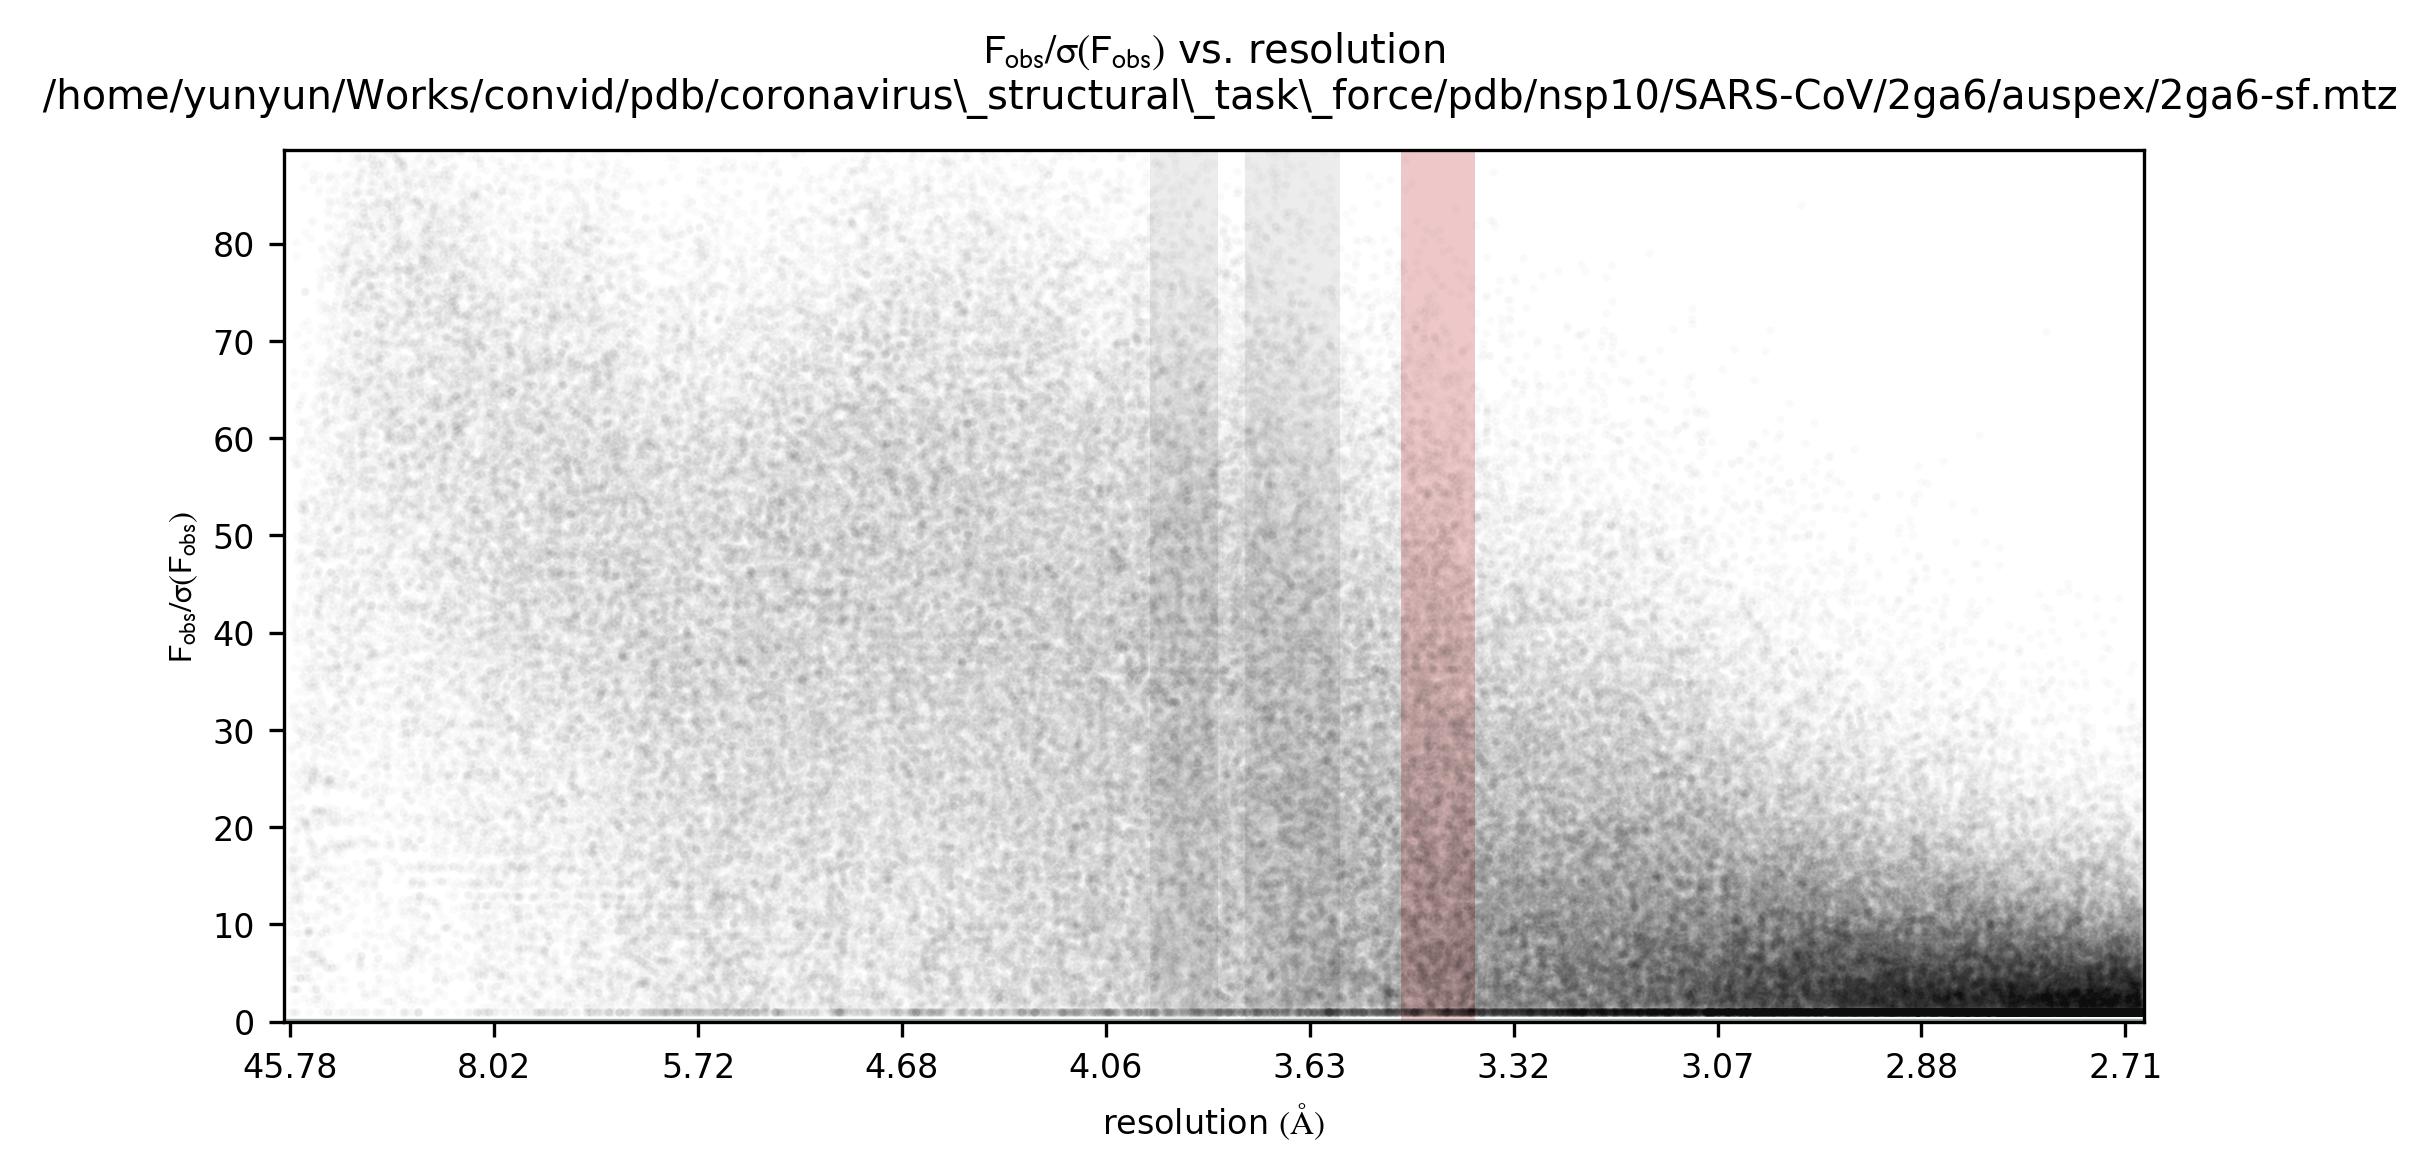 Fobs/σ(Fobs) vs. resolution
/home/yunyun/Works/convid/pdb/coronavirus\_structural\_task\_force/pdb/nsp10/SARS-CoV/2ga6/auspex/2ga6-sf.mtz
Fobs/σ(Fobs)
80
70
60
50
40
30
20
10
0
45.78 8.02 5.72 4.68 4.06 3.63 3.32 3.07 2.88 2.71
resolution (Å)